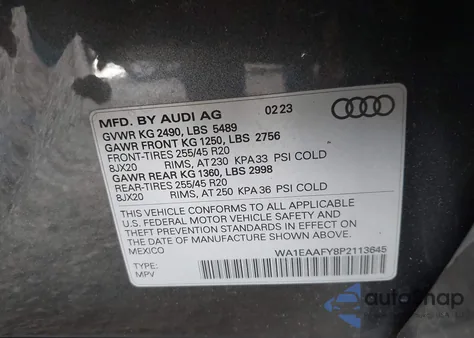 MFD. BY AUDI AG 02 23
GVWR KG 2490, LBS 5489
GAWR FRONT KG 1250, LBS 2756
FRONT-TIRES 255/45 R20
8JX20 RIMS, AT 230 KPA 33 PSI COLD
GAWR REAR KG 1360, LBS 2998
REAR-TIRES 255/45 R20
8JX20 RIMS, AT 250 KPA 36 PSI COLD
THIS VEHICLE CONFORMS TO ALL APPLICABLE
U.S. FEDERAL MOTOR VEHICLE SAFETY AND
THEFT PREVENTION STANDARDS IN EFFECT ON THE
DATE OF MANUFACTURE SHOWN ABOVE.
MEXICO
WA1EAAFY8P2113645
TYPE:
MPV